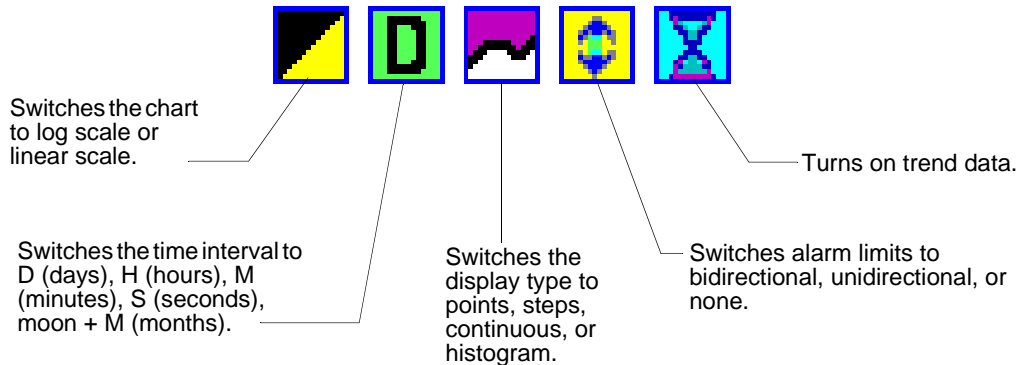 D
Switches the chart
to log scale or
linear scale.
Turns on trend data.
Switches the time interval to
D (days), H (hours), M
(minutes), S (seconds),
moon + M (months).
Switches the
display type to
points, steps,
continuous, or
histogram.
Switches alarm limits to
bidirectional, unidirectional, or
none.